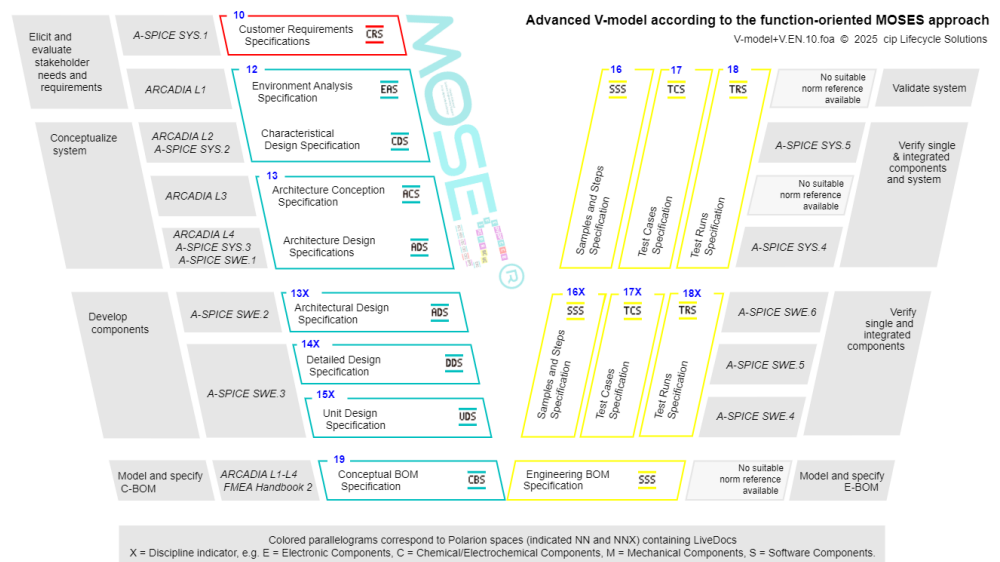 Advanced V-model according to the function-oriented MOSES approach
V-model+V.EN.10.foa © 2025 cip Lifecycle Solutions
Elicit and
evaluate
stakeholder
needs and
requirements
A-SPICE SYS.1
10
Customer Requirements
Specifications
CRS
MOSES
®
ARCADIA L1
12
Environment Analysis
Specification
EAS
Conceptualize
system
ARCADIA L2
A-SPICE SYS.2
Characteristical
Design Specification
CDS
ARCADIA L3
13
Architecture Conception
Specification
ACS
ARCADIA L4
A-SPICE SYS.3
A-SPICE SWE.1
Architecture Design
Specifications
ADS
16
SSS
Samples and Steps
Specification
17
TCS
Test Cases
Specification
18
TRS
Test Runs
Specification
No suitable
norm reference
available
Validate system
A-SPICE SYS.5
Verify single
& integrated
components
and system
No suitable
norm reference
available
A-SPICE SYS.4
Develop
components
A-SPICE SWE.2
13X
Architectural Design
Specification
ADS
A-SPICE SWE.3
14X
Detailed Design
Specification
DDS
15X
Unit Design
Specification
UDS
16X
SSS
Samples and Steps
Specification
17X
TCS
Test Cases
Specification
18X
TRS
Test Runs
Specification
A-SPICE SWE.6
A-SPICE SWE.5
A-SPICE SWE.4
Verify
single and
integrated
components
Model and specify
C-BOM
ARCADIA L1-L4
FMEA Handbook 2
19
Conceptual BOM
Specification
CBS
Engineering BOM
Specification
SSS
No suitable
norm reference
available
Model and specify
E-BOM
Colored parallelograms correspond to Polarion spaces (indicated NN and NNX) containing LiveDocs
X = Discipline indicator, e.g. E = Electronic Components, C = Chemical/Electrochemical Components, M = Mechanical Components, S = Software Components.